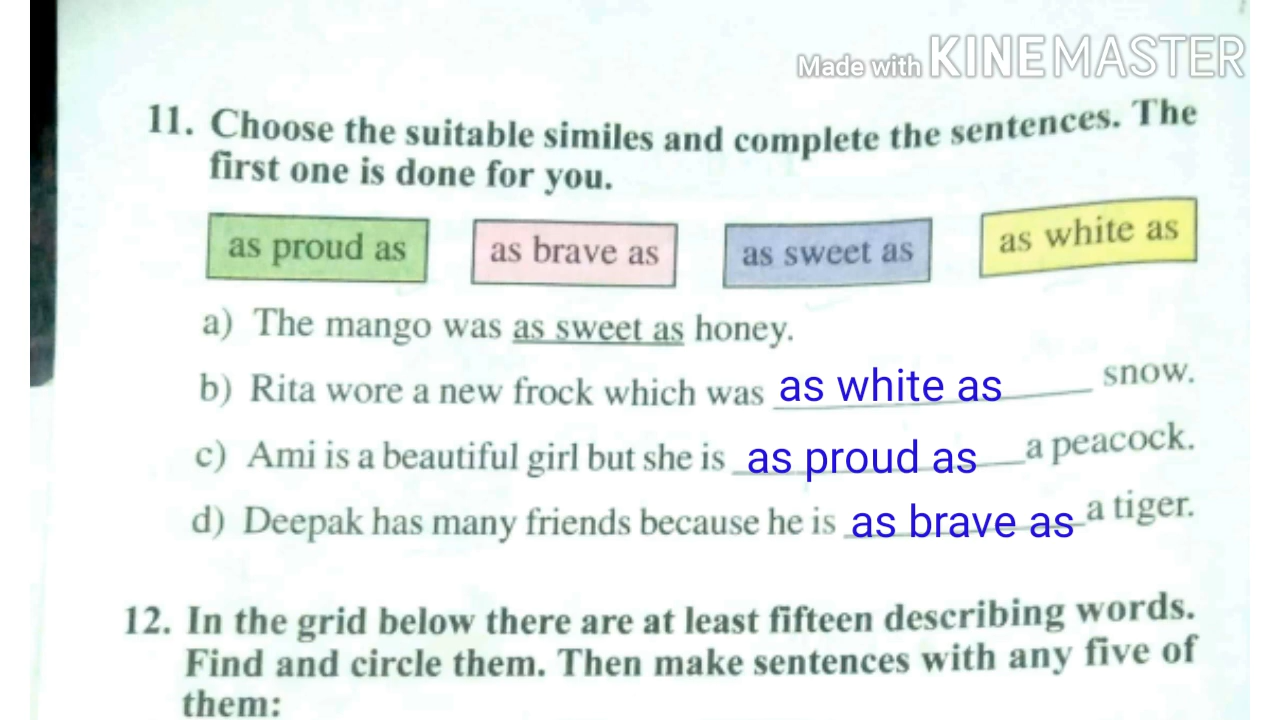 Made with KINEMASTER
11. Choose the suitable similes and complete the sentences. The
first one is done for you.
as proud as as brave as as sweet as as white as
a) The mango was as sweet as honey.
b) Rita wore a new frock which was as white as snow.
c) Ami is a beautiful girl but she is as proud as a peacock.
d) Deepak has many friends because he is as brave as a tiger.
12. In the grid below there are at least fifteen describing words.
Find and circle them. Then make sentences with any five of
them: